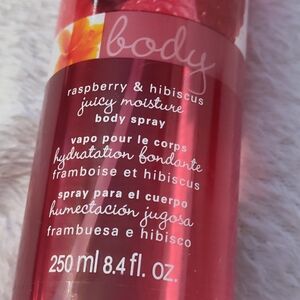 body
raspberry & hibiscus
juicy moisture
body spray
vapo pour le corps
hydratation fondante
framboise et hibiscus
spray para el cuerpo
humectación jugosa
frambuesa e hibisco
250 ml 8.4 fl. oz.